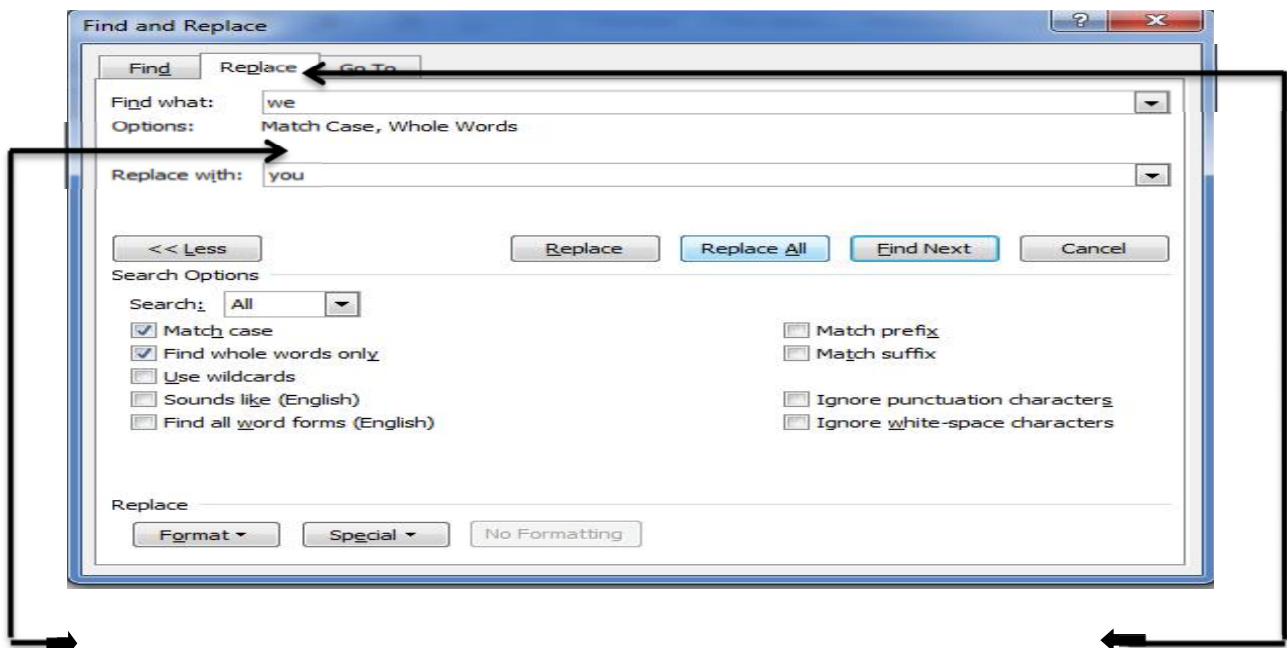 Find and Replace
Find Replace Go To
Find what: we
Options: Match Case, Whole Words
Replace with: you
<< Less Replace Replace All Find Next Cancel
Search Options
Search: All
Match case Match prefix
Find whole words only Match suffix
Use wildcards
Sounds like (English) Ignore punctuation characters
Find all word forms (English) Ignore white-space characters
Replace
Format Special No Formatting